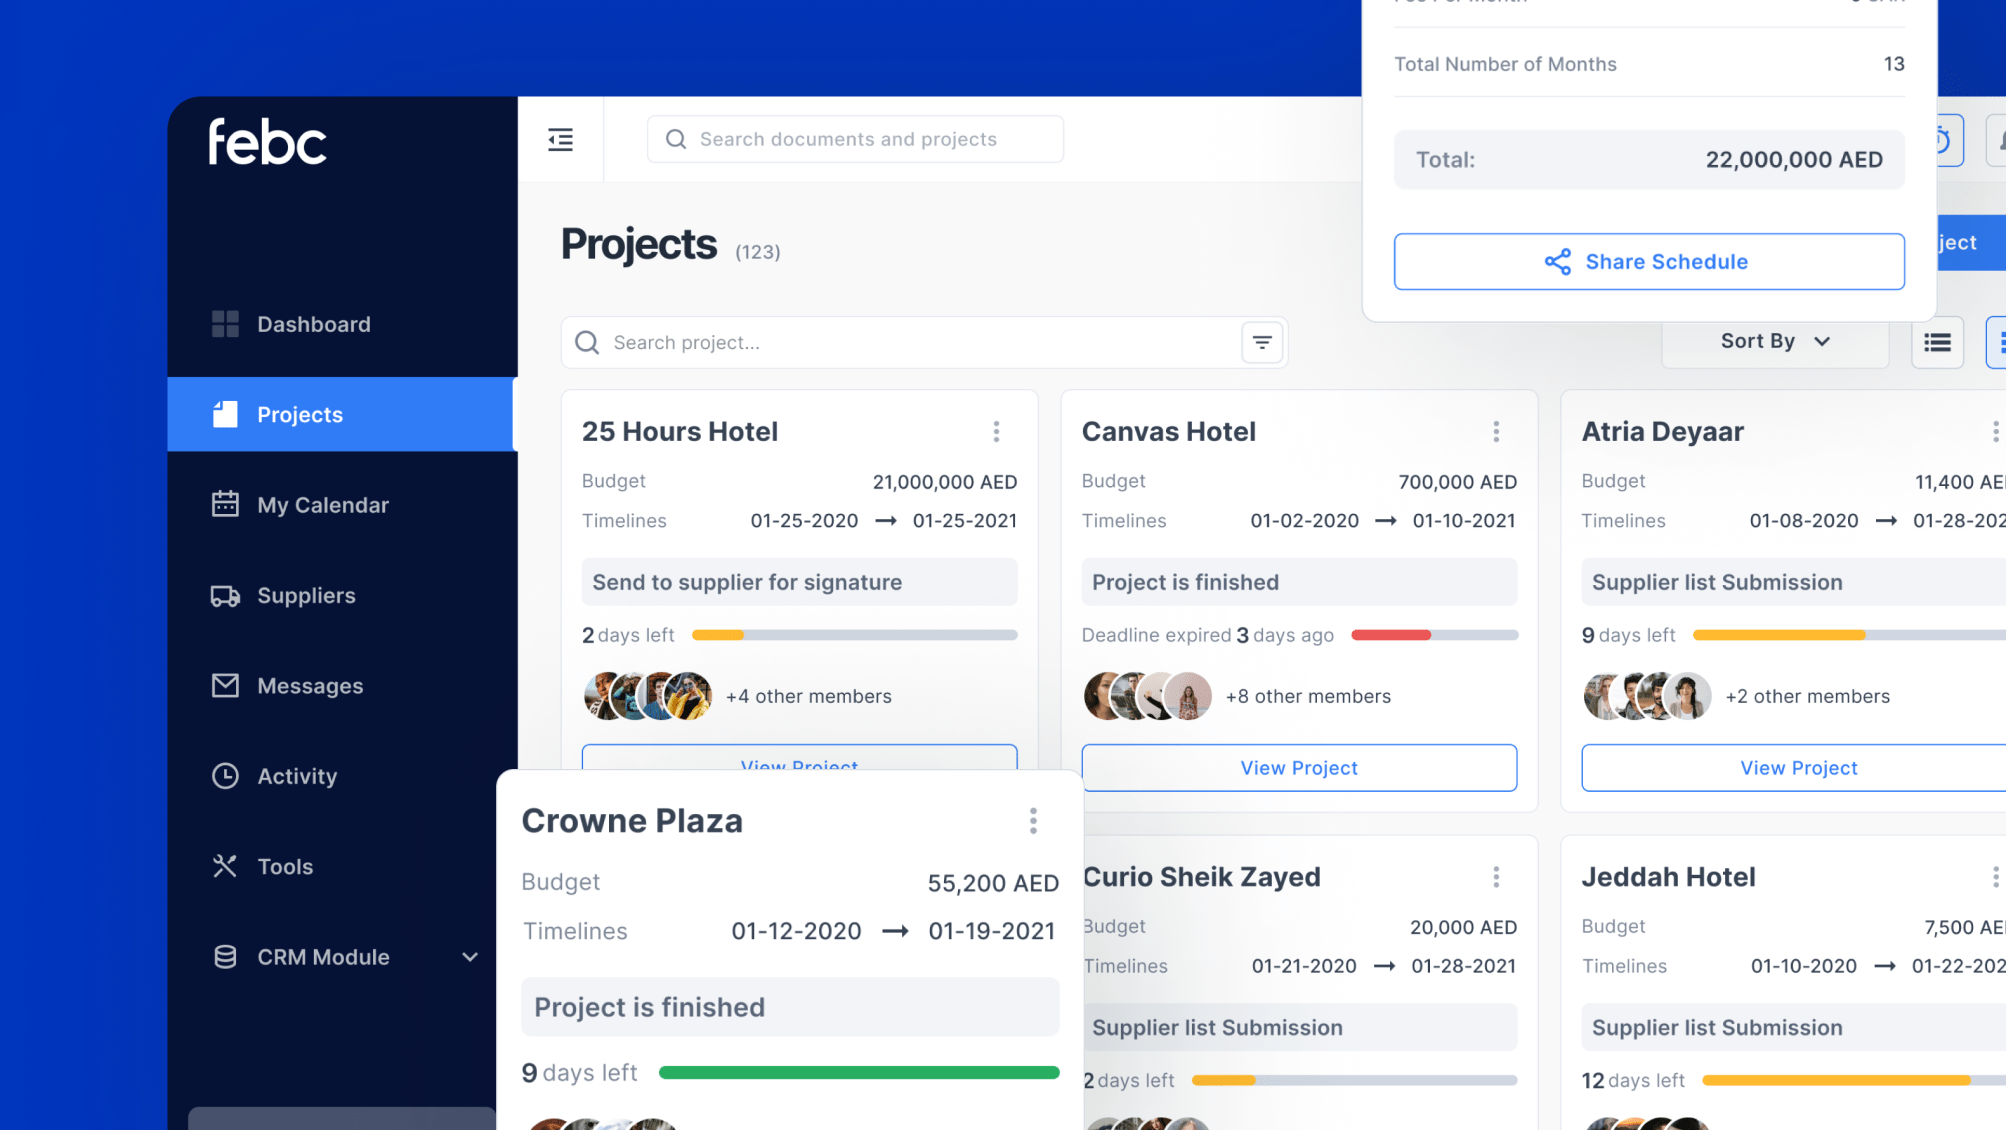 Total Number of Months 13
Total: 22,000,000 AED
Share Schedule
febc
Search documents and projects
Projects (123)
ject
Search project...
Sort By
Dashboard
Projects
My Calendar
Suppliers
Messages
Activity
Tools
CRM Module
25 Hours Hotel
Budget 21,000,000 AED
Timelines 01-25-2020 → 01-25-2021
Send to supplier for signature
2 days left
+4 other members
View Project
Canvas Hotel
Budget 700,000 AED
Timelines 01-02-2020 → 01-10-2021
Project is finished
Deadline expired 3 days ago
+8 other members
View Project
Atria Deyaar
Budget 11,400 AE
Timelines 01-08-2020 → 01-28-202
Supplier list Submission
9 days left
+2 other members
View Project
Crowne Plaza
Budget 55,200 AED
Timelines 01-12-2020 → 01-19-2021
Project is finished
9 days left
Curio Sheik Zayed
Budget 20,000 AED
Timelines 01-21-2020 → 01-28-2021
Supplier list Submission
2 days left
Jeddah Hotel
Budget 7,500 AE
Timelines 01-10-2020 → 01-22-202
Supplier list Submission
12 days left